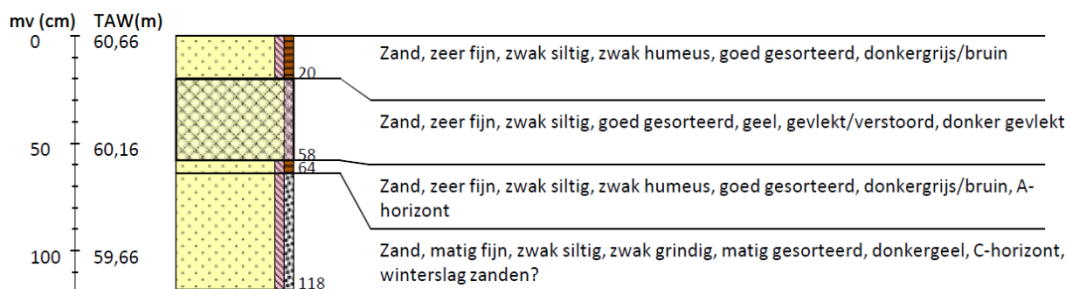 mv (cm) TAW(m)
0 60,66
Zand, zeer fijn, zwak siltig, zwak humeus, goed gesorteerd, donkergrijs/bruin
20
Zand, zeer fijn, zwak siltig, goed gesorteerd, geel, gevlekt/verstoord, donker gevlekt
50 60,16
58
64
Zand, zeer fijn, zwak siltig, zwak humeus, goed gesorteerd, donkergrijs/bruin, A-
horizont
100 59,66
Zand, matig fijn, zwak siltig, zwak grindig, matig gesorteerd, donkergeel, C-horizont,
winterslag zanden?
118